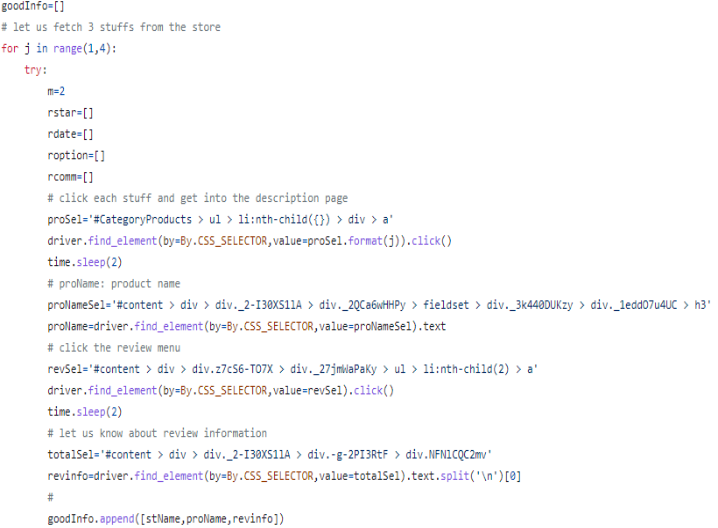 goodInfo=[]
# let us fetch 3 stuffs from the store
for j in range(1,4):
try:
m=2
rstar=[]
rdate=[]
roption=[]
rcomm=[]
# click each stuff and get into the description page
proSel='#CategoryProducts > ul > li:nth-child({}) > div > a'
driver.find_element(by=By.CSS_SELECTOR,value=proSel.format(j)).click()
time.sleep(2)
# proName: product name
proNameSel='#content > div > div._2-I30XS1lA > div._2QCa6wHHPy > fieldset > div._3k440DUKzy > div._1eddO7u4UC > h3'
proName=driver.find_element(by=By.CSS_SELECTOR,value=proNameSel).text
# click the review menu
revSel='#content > div > div.z7cS6-TO7X > div._27jmWaPaKy > ul > li:nth-child(2) > a'
driver.find_element(by=By.CSS_SELECTOR,value=revSel).click()
time.sleep(2)
# let us know about review information
totalSel='#content > div > div._2-I30XS1lA > div.-g-2PI3RtF > div.NFNlCQC2mv'
revinfo=driver.find_element(by=By.CSS_SELECTOR,value=totalSel).text.split('\n')[0]
#
goodInfo.append([stName,proName,revinfo])